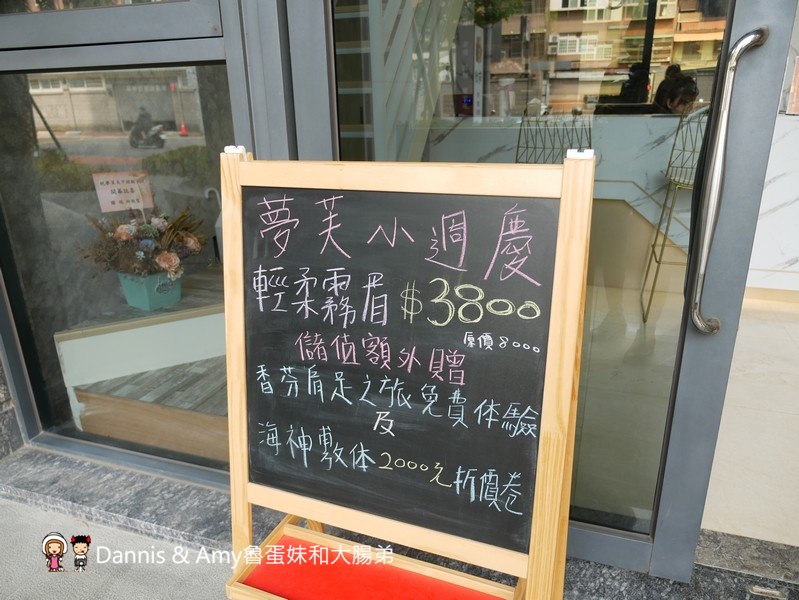 夢芙小週慶
輕柔霧眉 $3800
原價8000
儲值額外贈
香芬肩足之旅免費体驗
及
海神敷体2000元折價卷
Dannis & Amy魯蛋妹和大腸弟